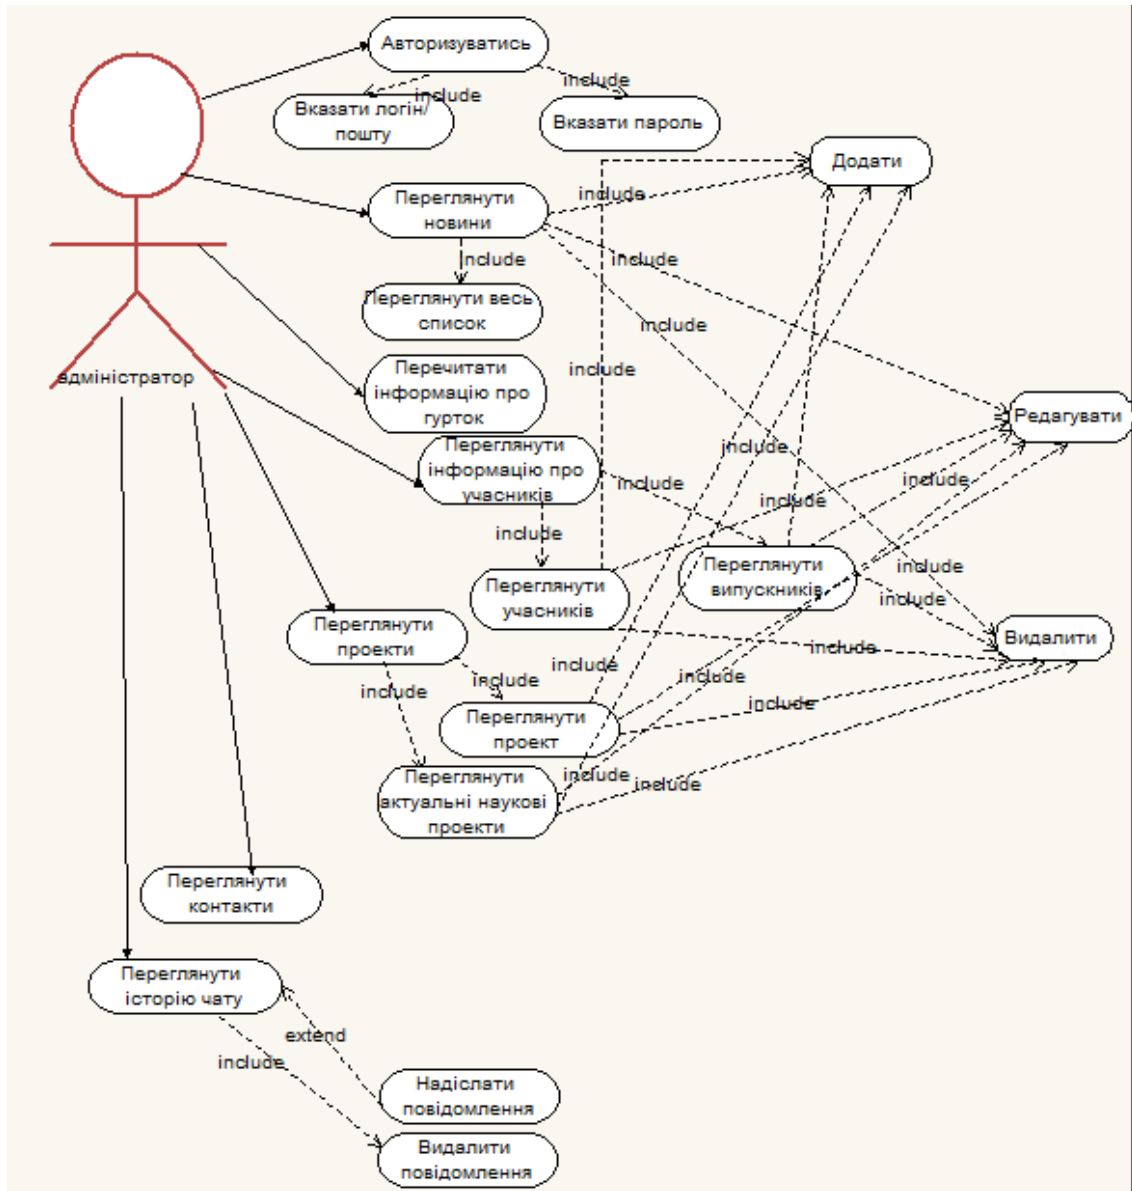 Авторизуватись
include
include
Вказати логін/
пошту
Вказати пароль
Додати
Переглянути
новини
include
include
include
Переглянути весь
список
include
include
Перечитати
інформацію про
гурток
адміністратор
Редагувати
Переглянути
інформацію про
учасників
include
include
include
include
Переглянути
учасників
Переглянути
випускників
include
include
Переглянути
проекти
Видалити
include
include
include
include
include
Переглянути
проект
include
Переглянути
актуальні наукові
проекти
include
include
Переглянути
контакти
Переглянути
історію чату
extend
include
Надіслати
повідомлення
Видалити
повідомлення